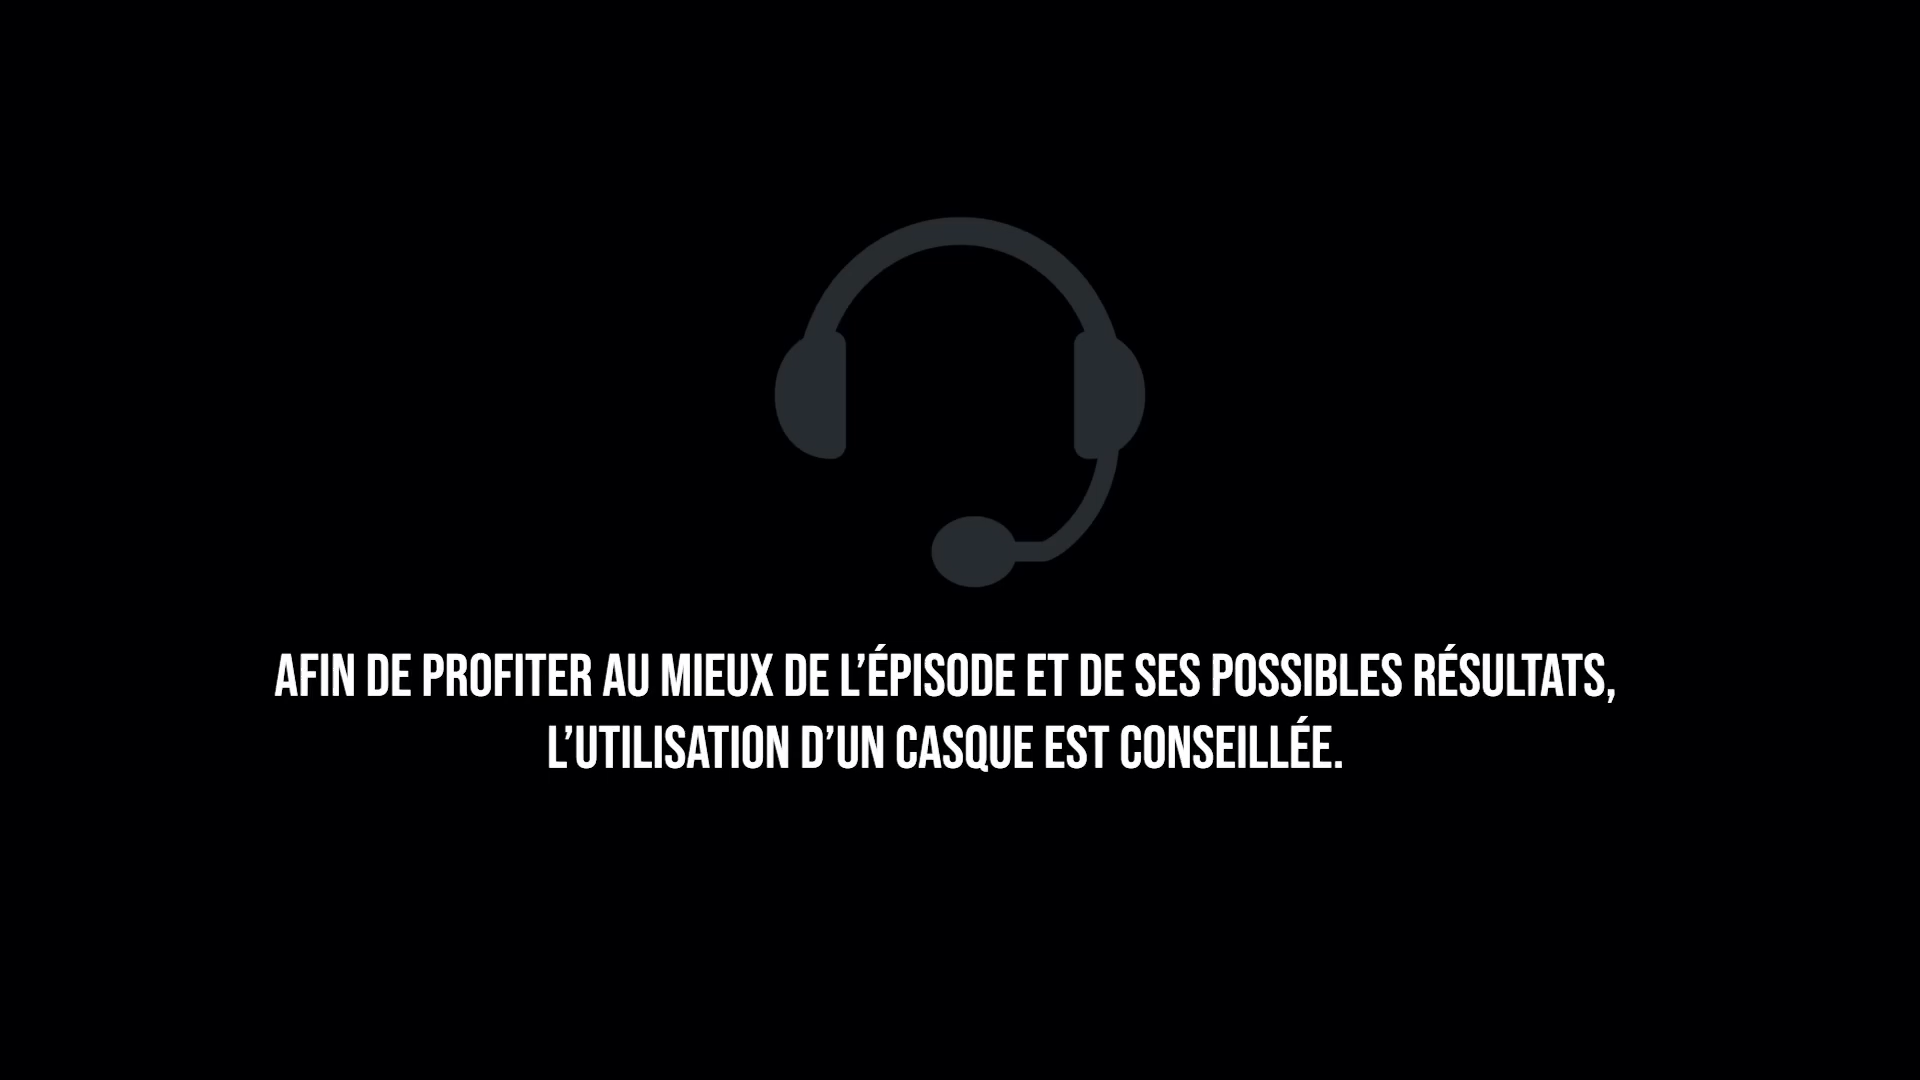 AFIN DE PROFITER AU MIEUX DE L’ÉPISODE ET DE SES POSSIBLES RÉSULTATS,
L’UTILISATION D’UN CASQUE EST CONSEILLÉE.